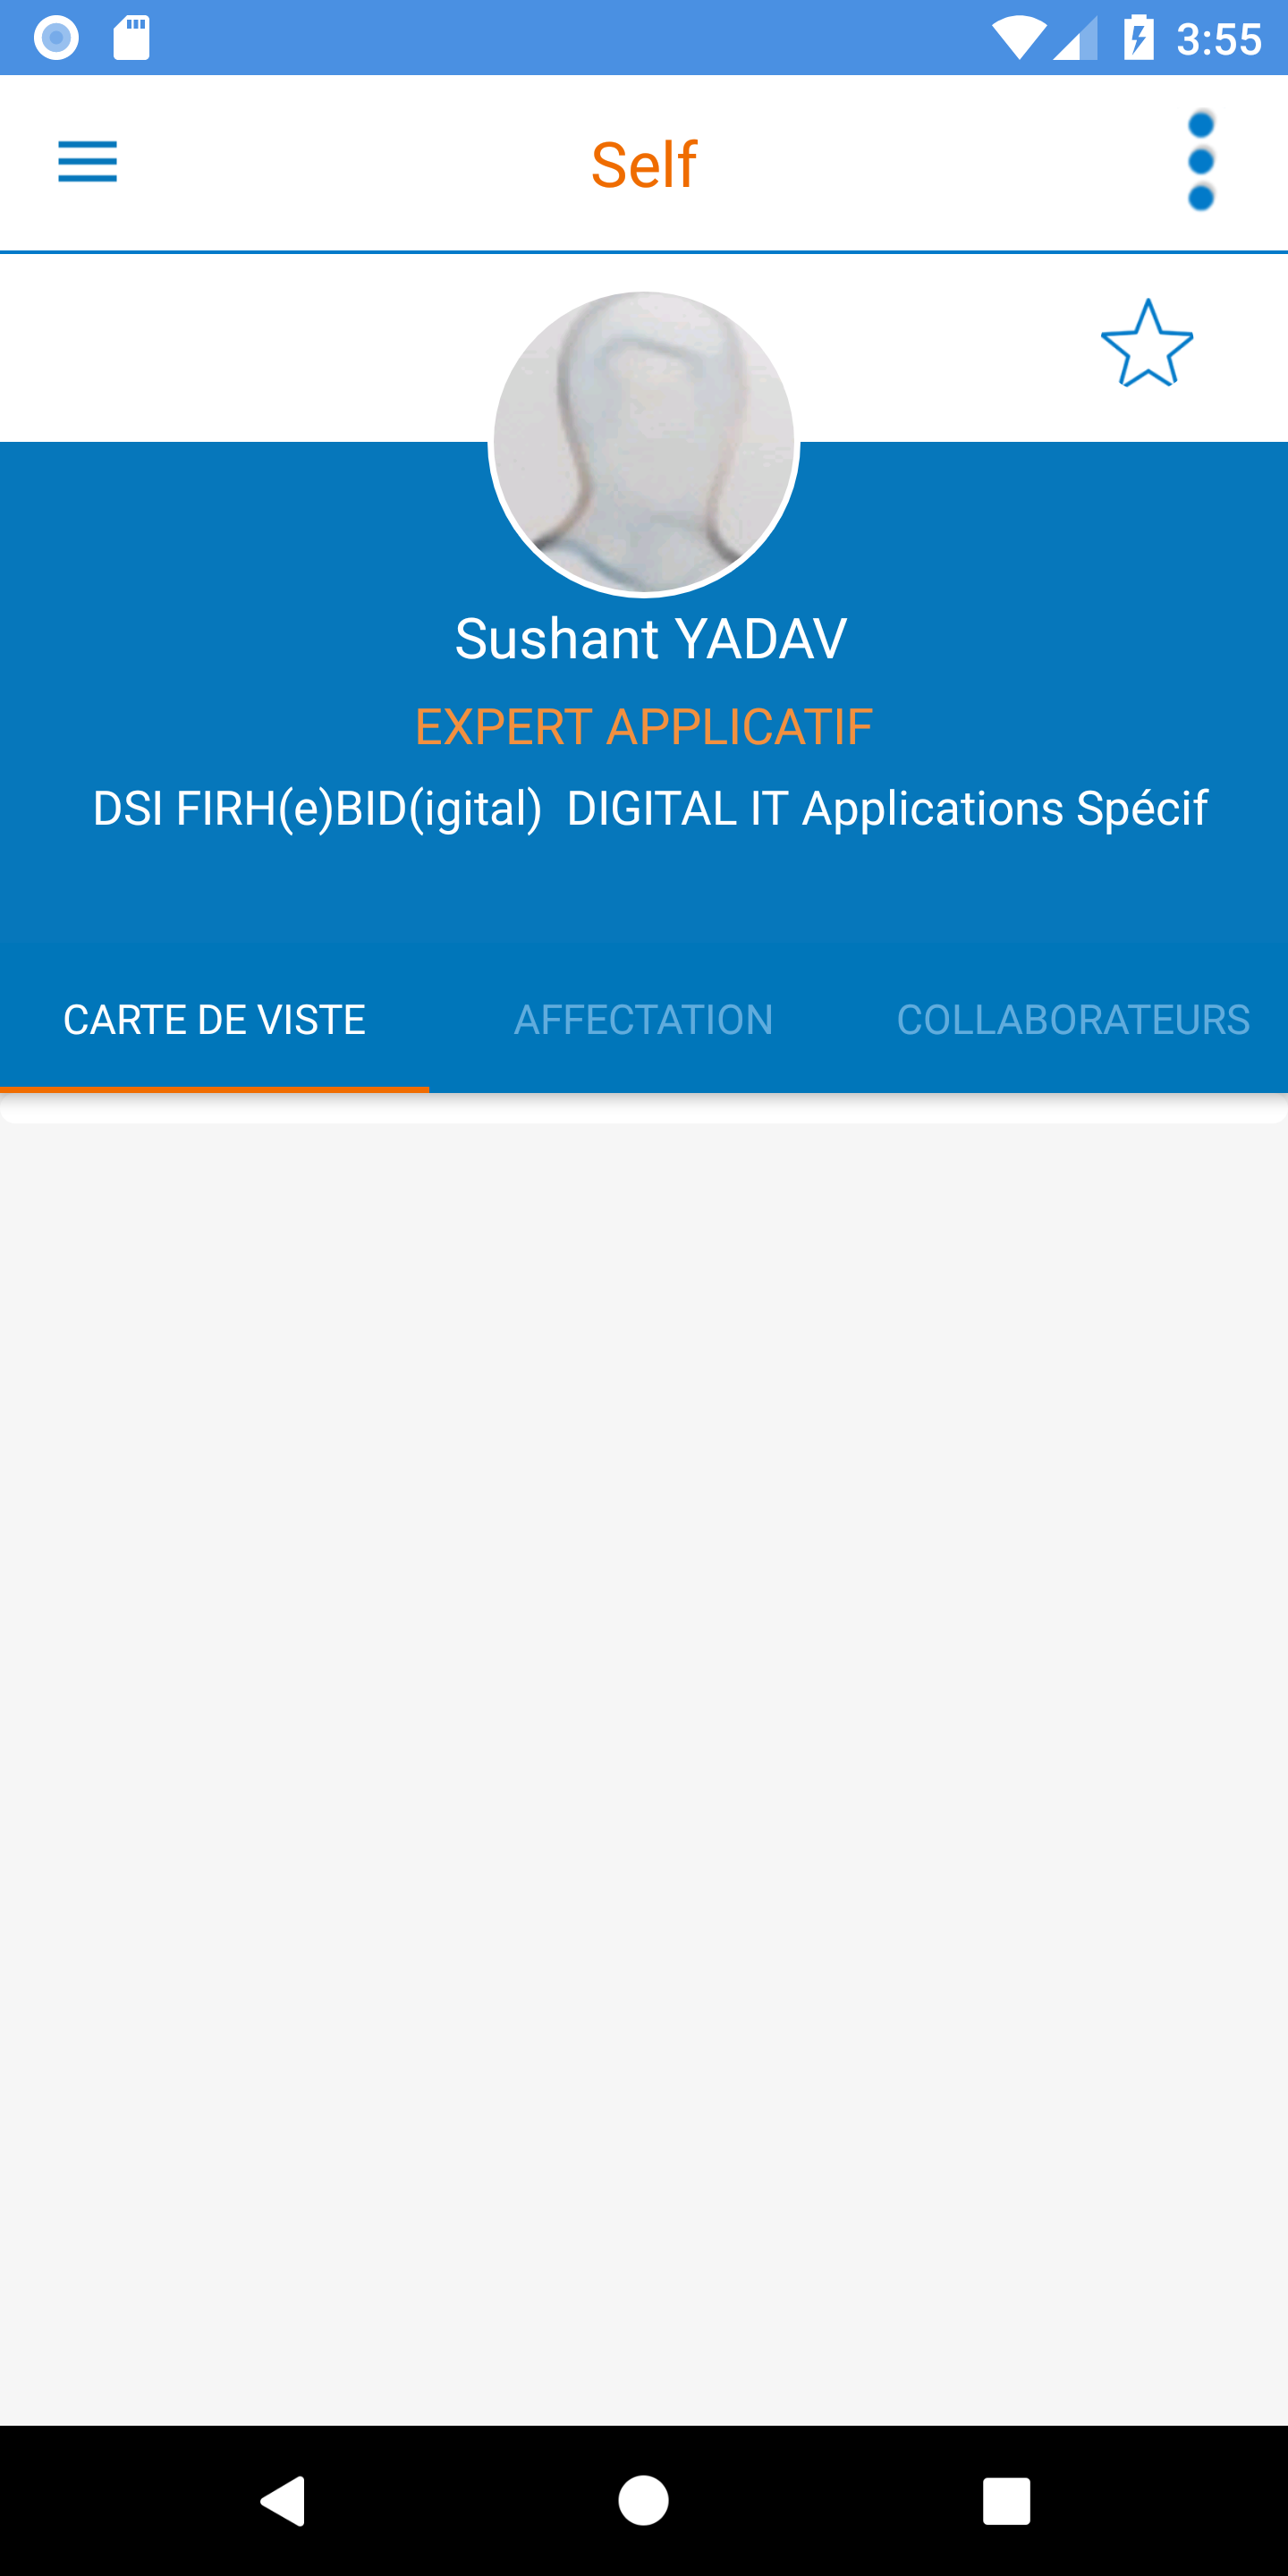 3:55
Self
Sushant YADAV
EXPERT APPLICATIF
DSI FIRH(e)BID(igital)  DIGITAL IT Applications Spécif
CARTE DE VISTE AFFECTATION COLLABORATEURS